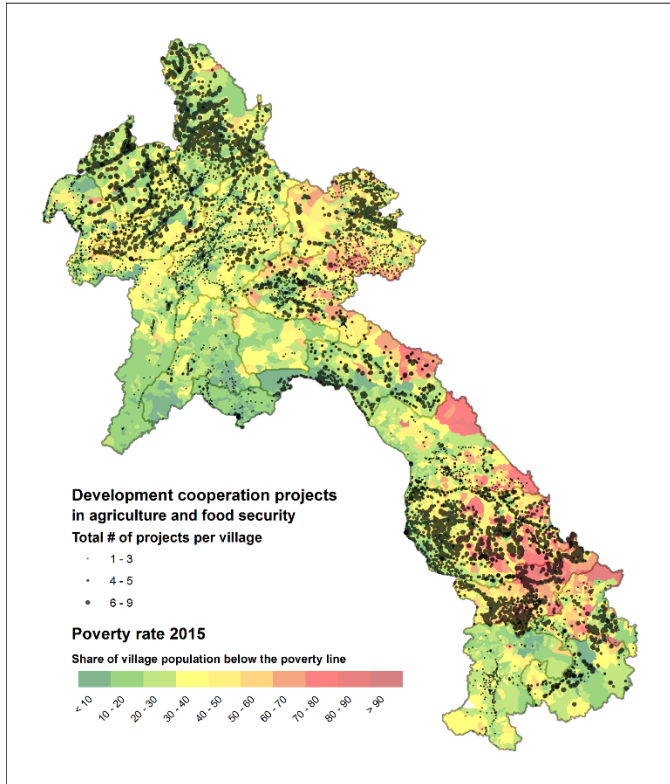 Development cooperation projects
in agriculture and food security
Total # of projects per village
1 - 3
4 - 5
6 - 9
Poverty rate 2015
Share of village population below the poverty line
< 10
10 - 20
20 - 30
30 - 40
40 - 50
50 - 60
60 - 70
70 - 80
80 - 90
> 90